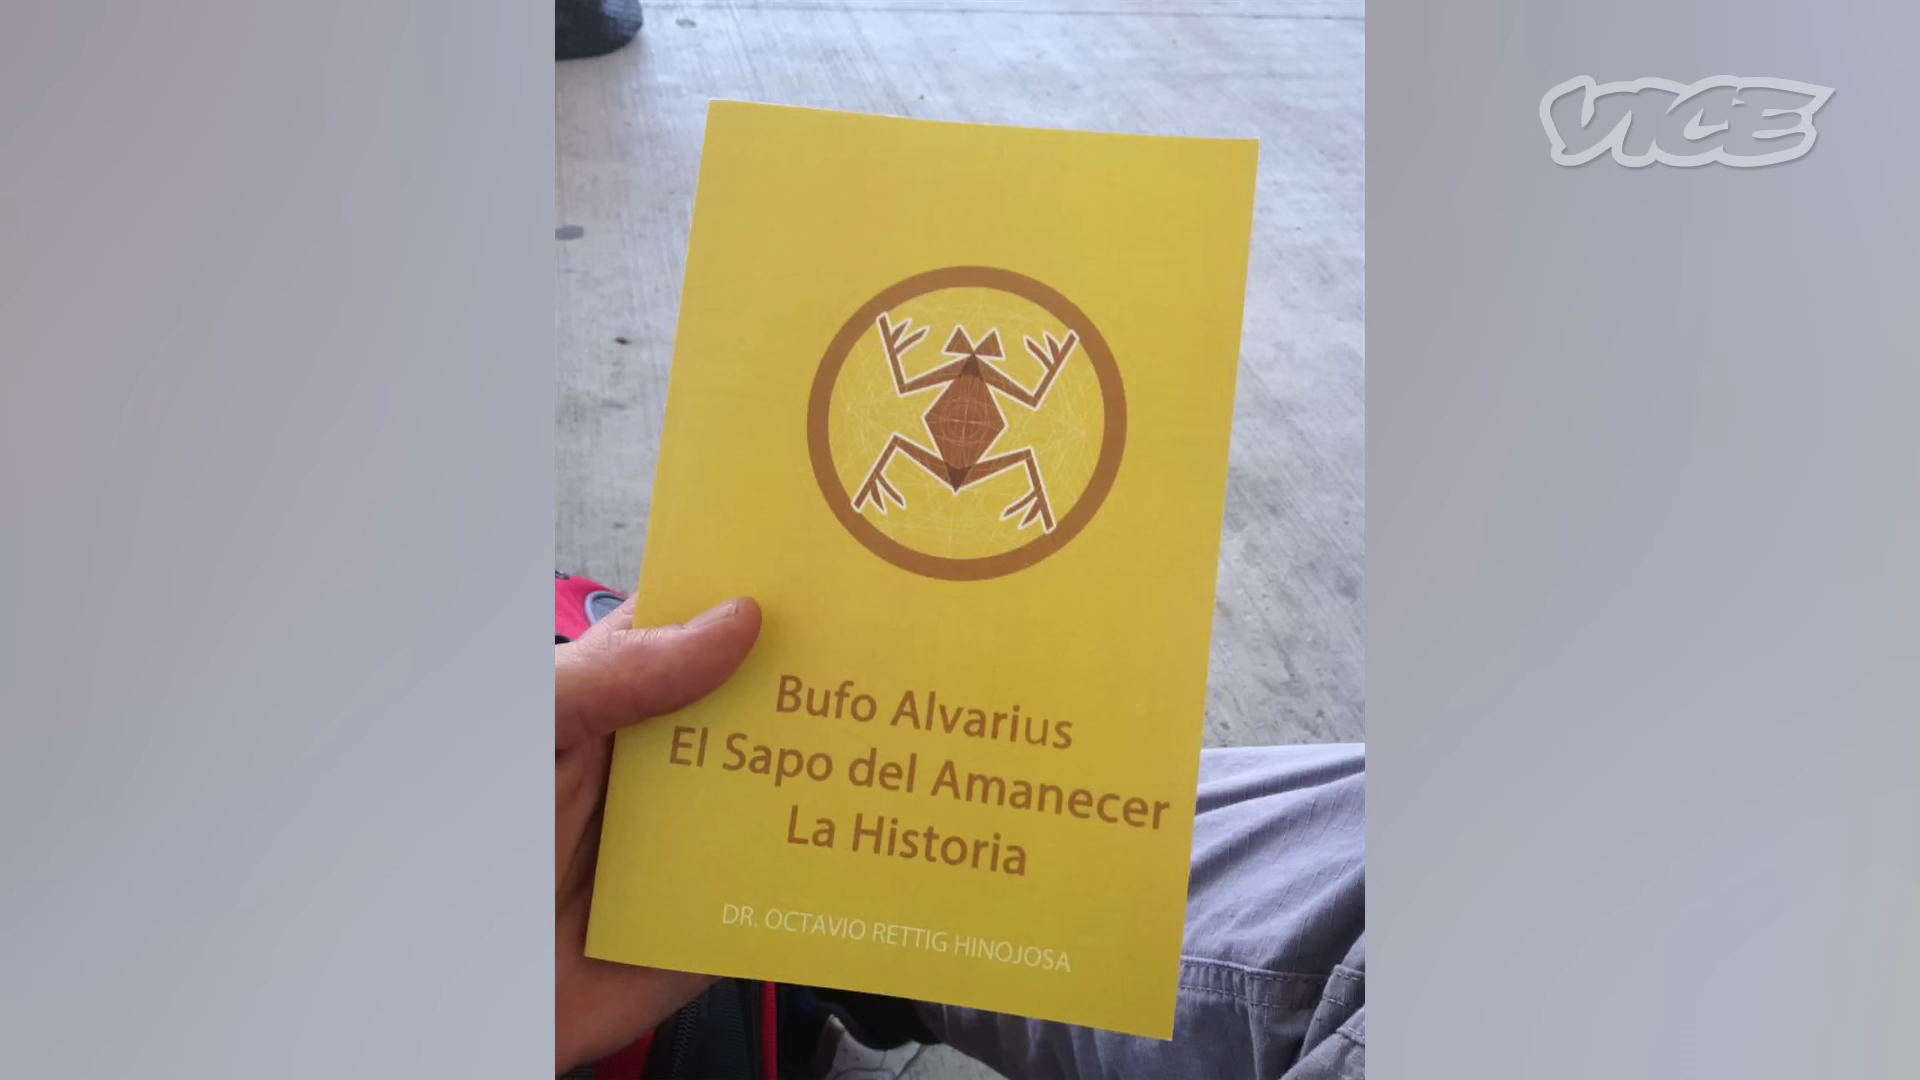 VICE
Bufo Alvarius
El Sapo del Amanecer
La Historia
DR. OCTAVIO RETTIG HINOJOSA